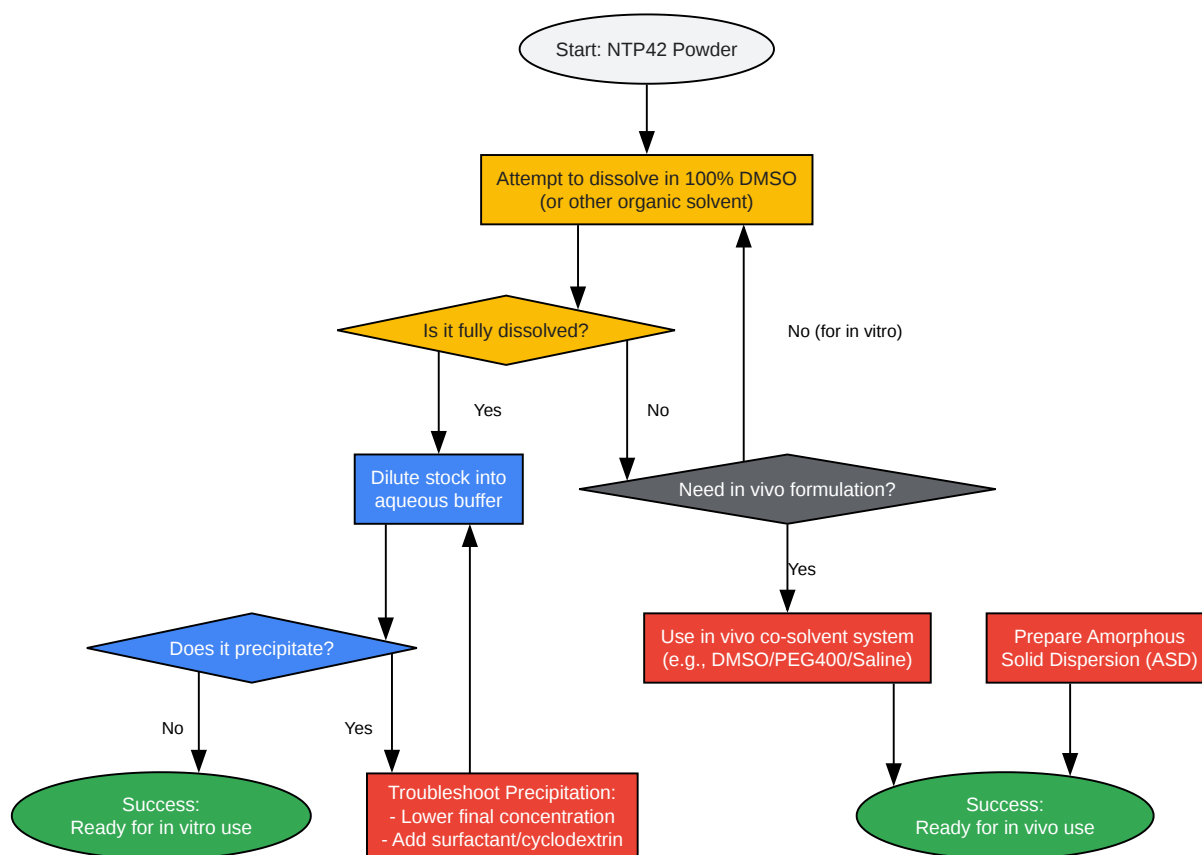 Start: NTP42 Powder
Attempt to dissolve in 100% DMSO
(or other organic solvent)
Is it fully dissolved?
No (for in vitro)
Yes
No
Dilute stock into
aqueous buffer
Need in vivo formulation?
Yes
Does it precipitate?
Use in vivo co-solvent system
(e.g., DMSO/PEG400/Saline)
Prepare Amorphous
Solid Dispersion (ASD)
No
Yes
Success:
Ready for in vitro use
Troubleshoot Precipitation:
- Lower final concentration
- Add surfactant/cyclodextrin
Success:
Ready for in vivo use